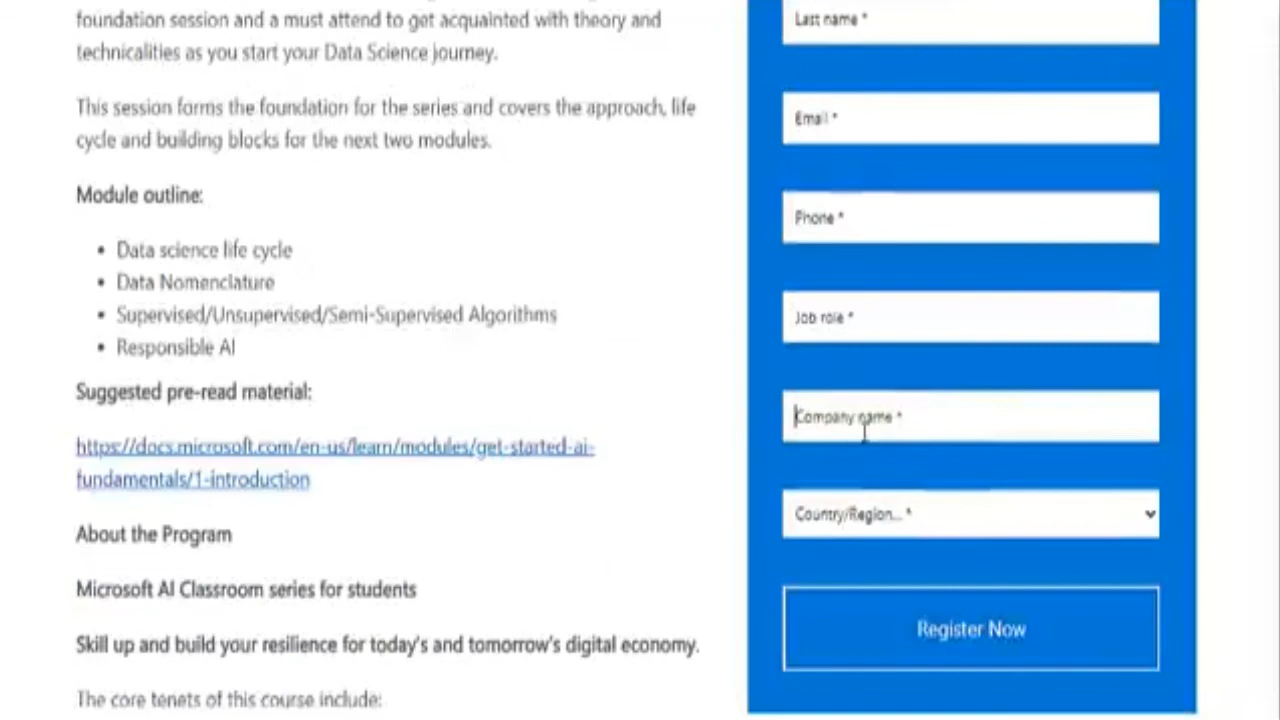 foundation session and a must attend to get acquainted with theory and
technicalities as you start your Data Science journey.
This session forms the foundation for the series and covers the approach, life
cycle and building blocks for the next two modules.
Module outline:
• Data science life cycle
• Data Nomenclature
• Supervised/Unsupervised/Semi-Supervised Algorithms
• Responsible AI
Suggested pre-read material:
https://docs.microsoft.com/en-us/learn/modules/get-started-ai-
fundamentals/1-introduction
About the Program
Microsoft AI Classroom series for students
Skill up and build your resilience for today's and tomorrow's digital economy.
The core tenets of this course include:
Last name *
Email *
Phone *
Job role *
Company name *
Country/Region... *
Register Now